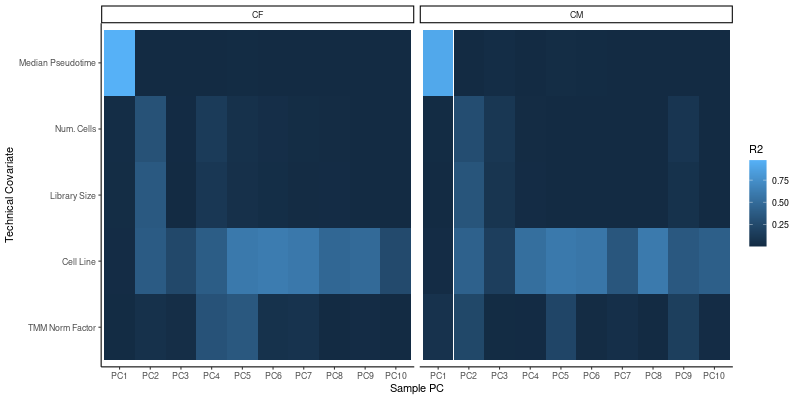 CF
CM
Technical Covariate
Median Pseudotime
Num. Cells
Library Size
Cell Line
TMM Norm Factor
PC1 PC2 PC3 PC4 PC5 PC6 PC7 PC8 PC9 PC10
PC1 PC2 PC3 PC4 PC5 PC6 PC7 PC8 PC9 PC10
Sample PC
R2
0.75
0.50
0.25